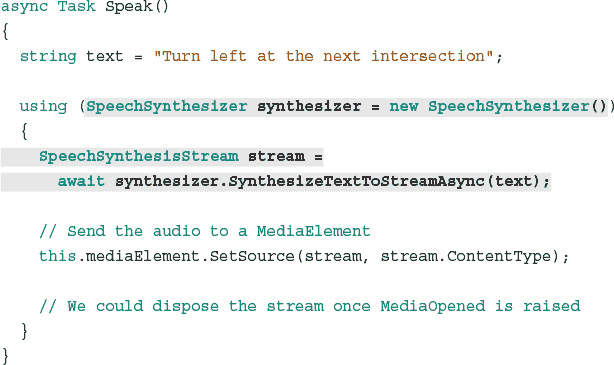 async Task Speak()
{
string text = "Turn left at the next intersection";
using (SpeechSynthesizer synthesizer = new SpeechSynthesizer())
{
SpeechSynthesisStream stream =
await synthesizer.SynthesizeTextToStreamAsync(text);
// Send the audio to a MediaElement
this.mediaElement.SetSource(stream, stream.ContentType);
// We could dispose the stream once MediaOpened is raised
}
}